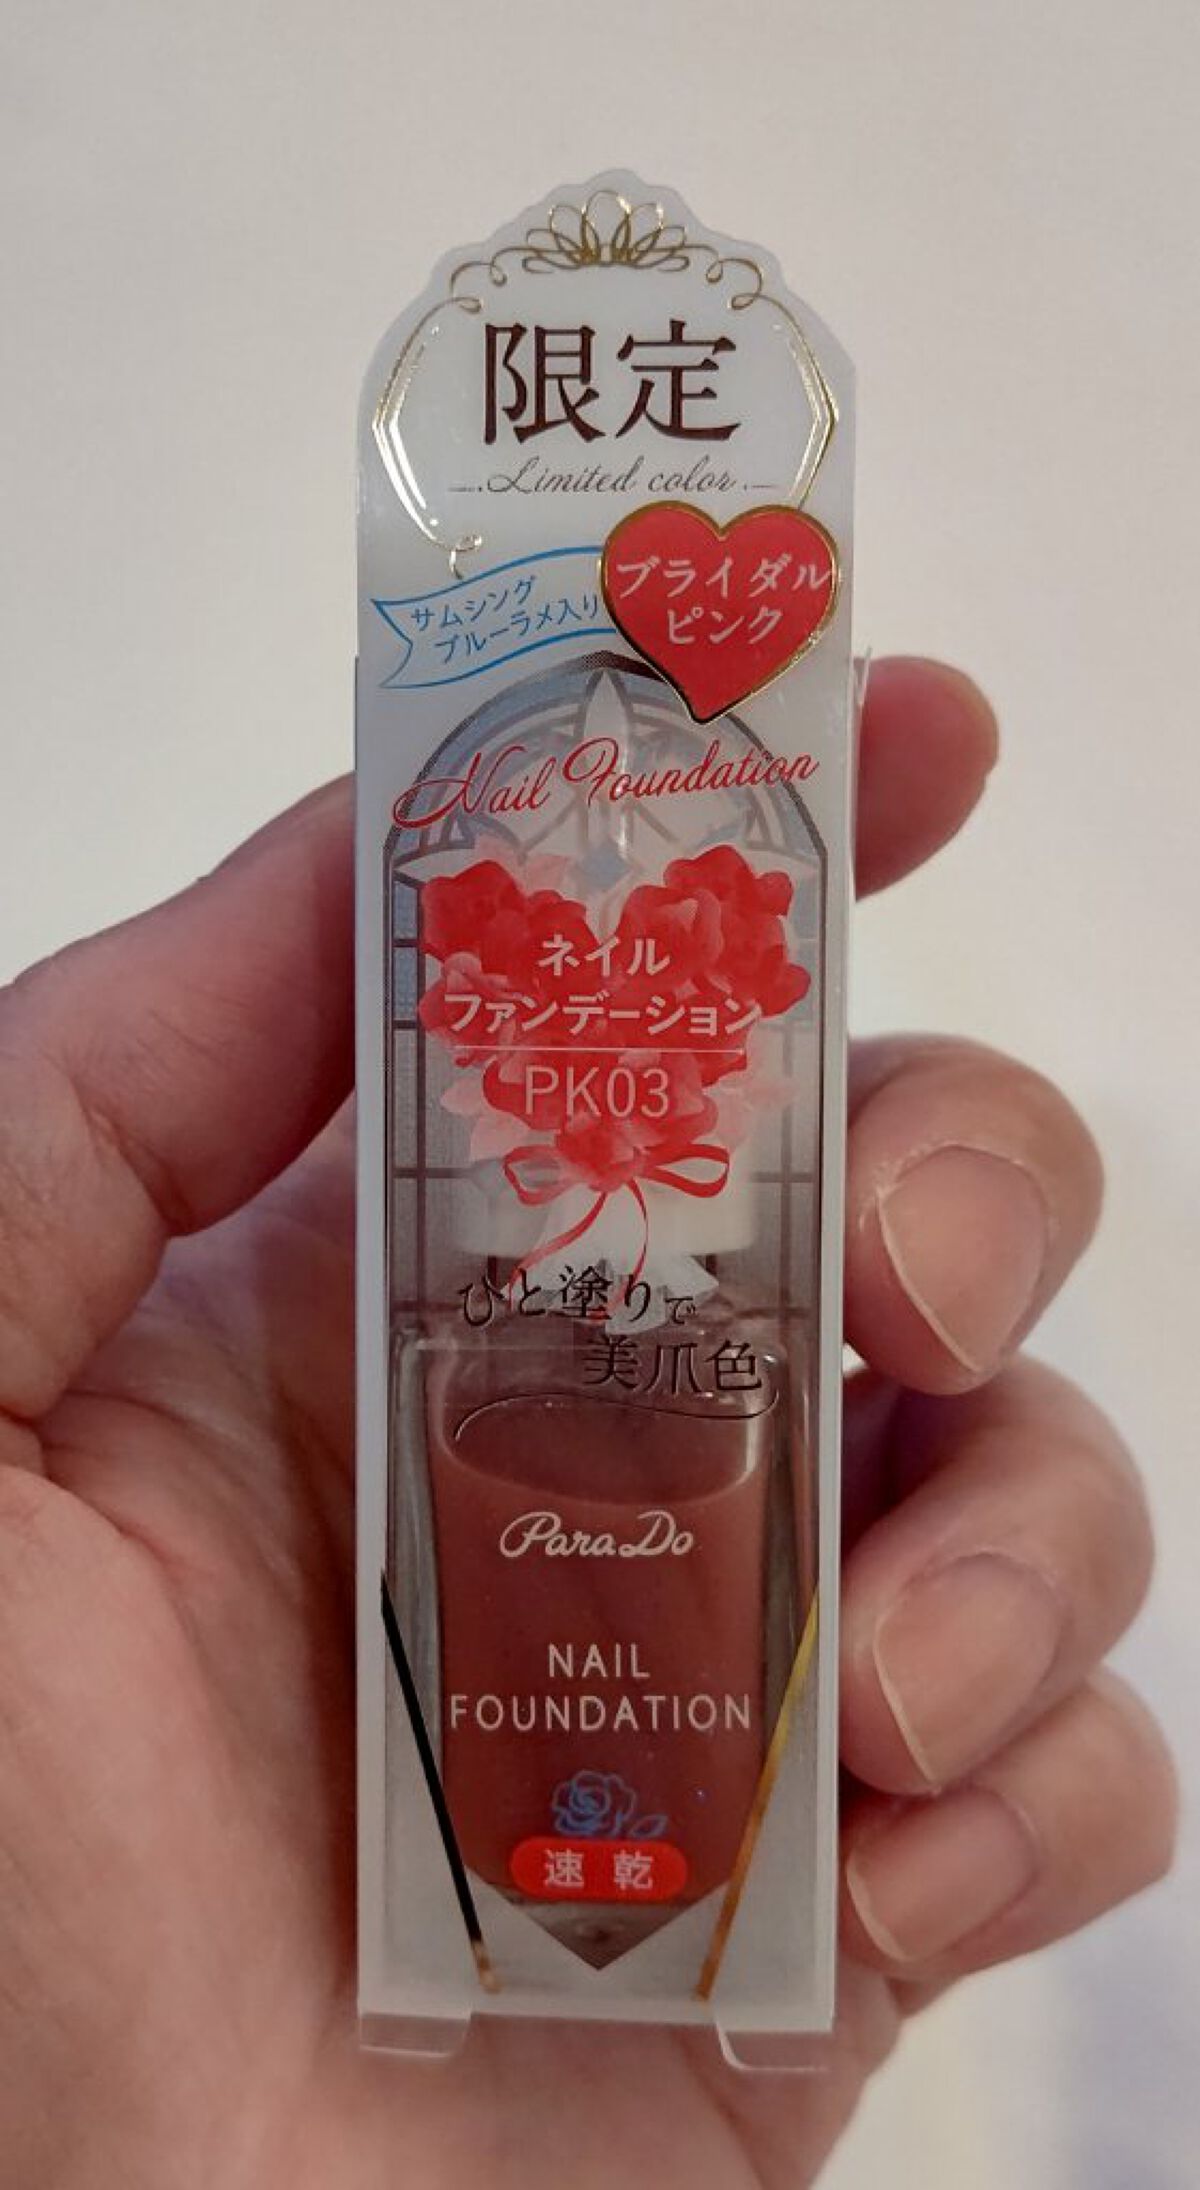 限定
Limited color
ブライダル
ピンク
サムシング
ブルーラメ入り
Nail Foundation
ネイル
ファンデーション
PK03
ひと塗りで
美爪色
ParaDo
NAIL
FOUNDATION
速乾